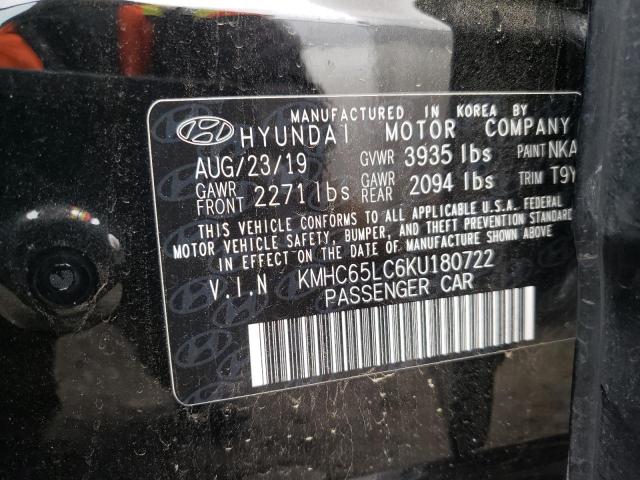 MANUFACTURED IN KOREA BY
HYUNDAI MOTOR COMPANY
AUG/23/19 GVWR 3935 lbs PAINT NKA
GAWR FRONT 2271 lbs GAWR REAR 2094 lbs TRIM T9Y
THIS VEHICLE CONFORMS TO ALL APPLICABLE U.S.A. FEDERAL
MOTOR VEHICLE SAFETY, BUMPER, AND THEFT PREVENTION STANDARD
IN EFFECT ON THE DATE OF MANUFACTURE SHOWN ABOVE.
V.I.N KMHC65LC6KU180722
PASSENGER CAR